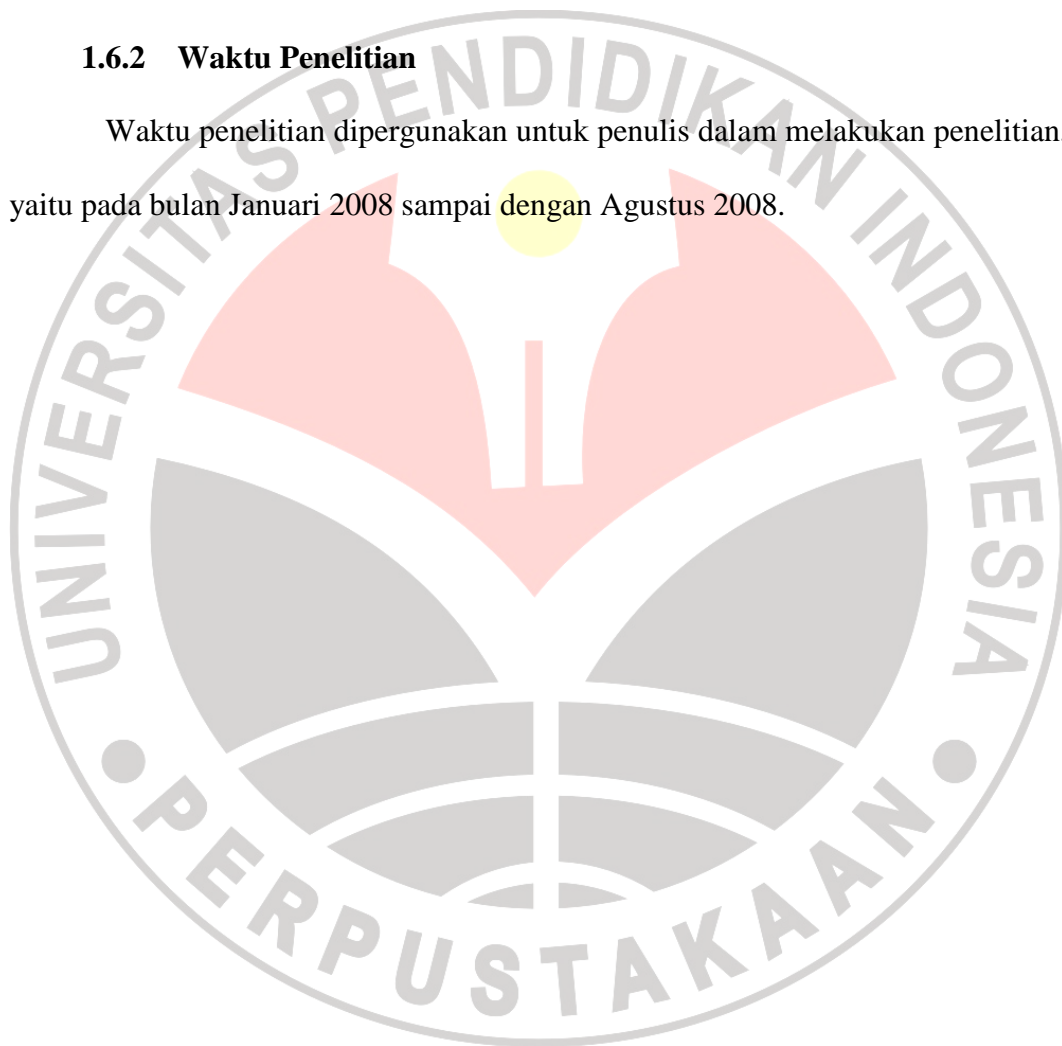 1.6.2 Waktu Penelitian
Waktu penelitian dipergunakan untuk penulis dalam melakukan penelitian.
yaitu pada bulan Januari 2008 sampai dengan Agustus 2008.
UNIVERSITAS PENDIDIKAN INDONESIA
PERPUSTAKAAN